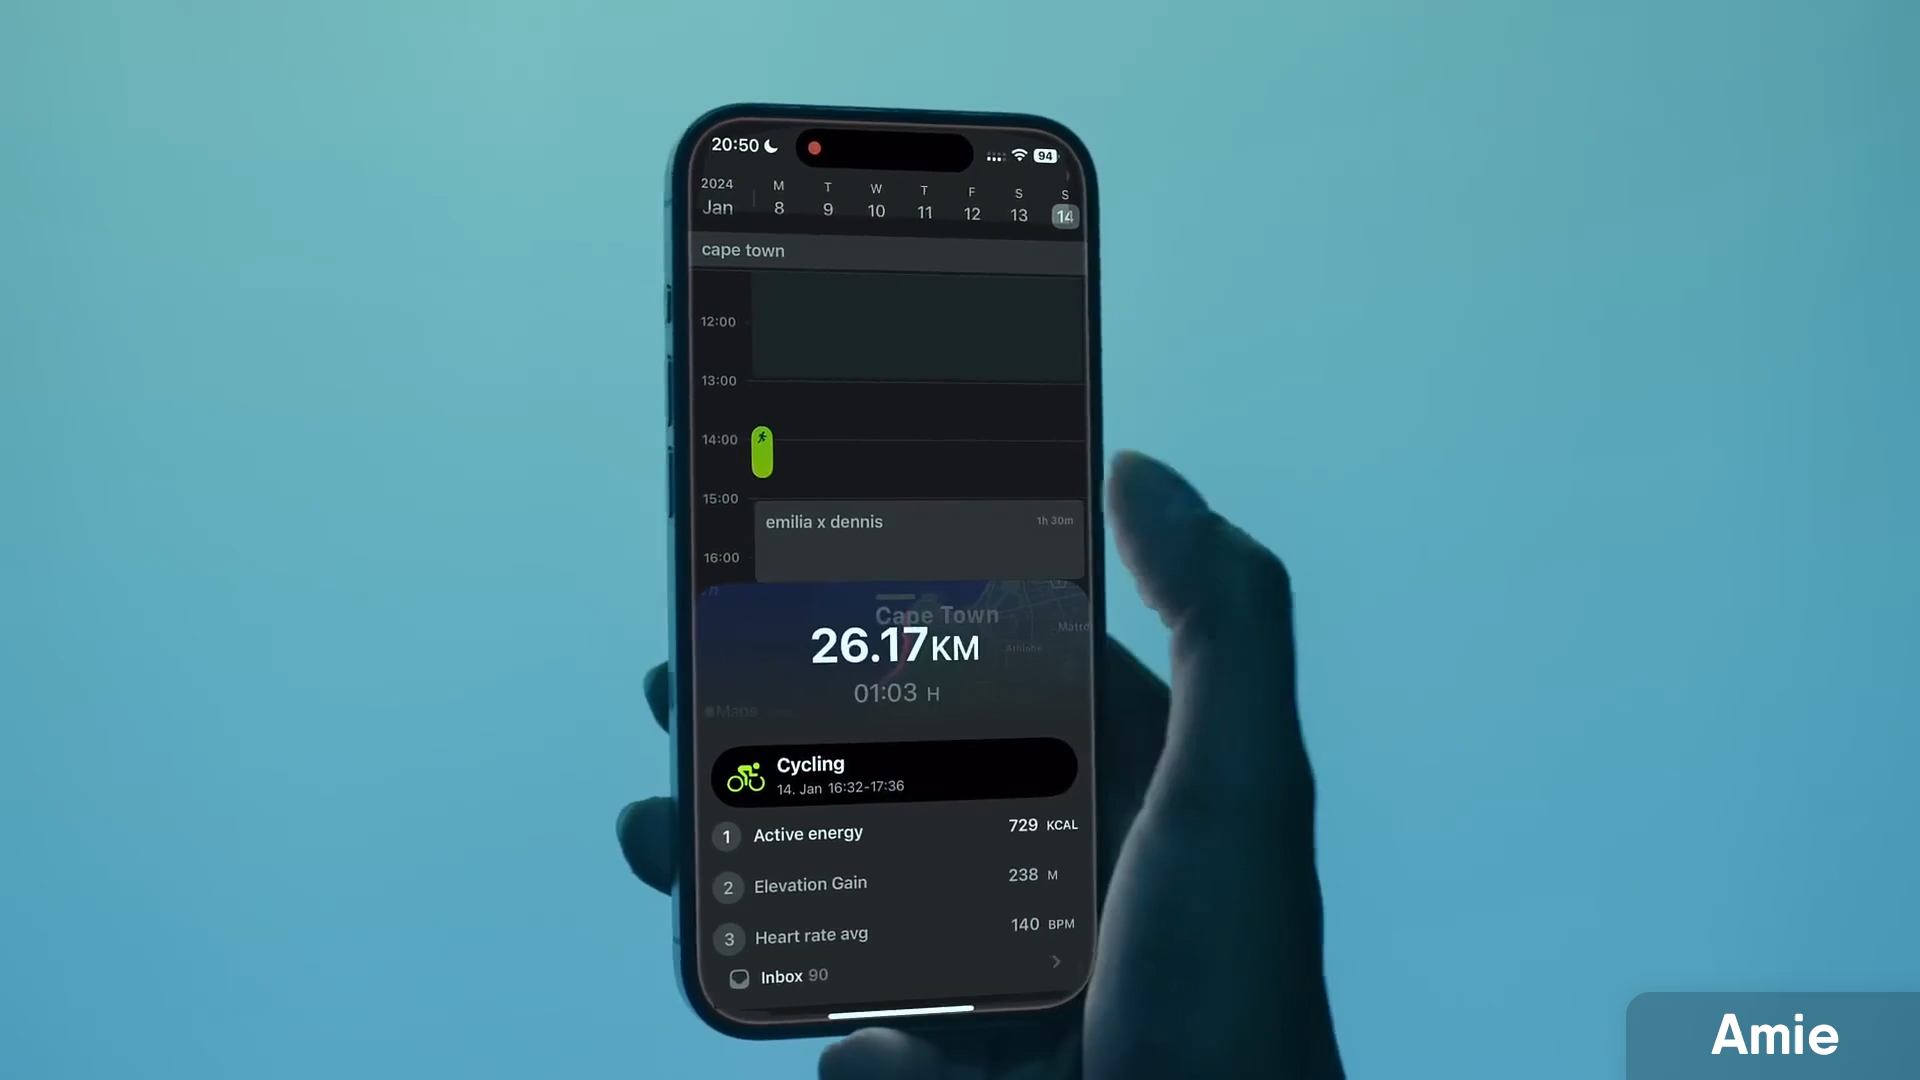 20:50
94
2024
Jan
M T W T F S S
8 9 10 11 12 13 14
cape town
12:00
13:00
14:00
15:00
emilia x dennis 1h 30m
16:00
Cape Town
26.17KM
Athlone
01:03 H
Maps
Cycling
14. Jan 16:32-17:36
1 Active energy 729 KCAL
2 Elevation Gain 238 M
3 Heart rate avg 140 BPM
Inbox 90
Amie